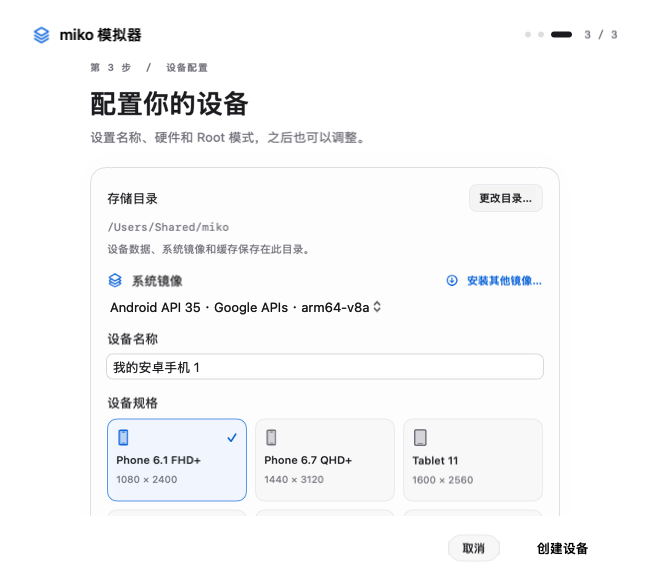 miko 模拟器
3 / 3
第 3 步 / 设备配置
配置你的设备
设置名称、硬件和 Root 模式，之后也可以调整。
存储目录
更改目录...
/Users/Shared/miko
设备数据、系统镜像和缓存保存在此目录。
系统镜像
安装其他镜像...
Android API 35 · Google APIs · arm64-v8a
设备名称
我的安卓手机 1
设备规格
Phone 6.1 FHD+
1080 × 2400
Phone 6.7 QHD+
1440 × 3120
Tablet 11
1600 × 2560
取消
创建设备